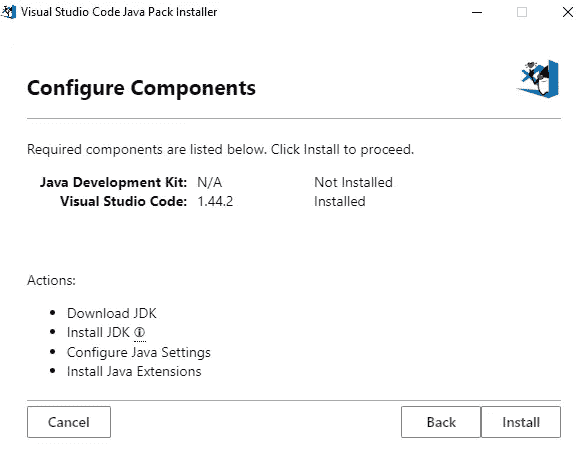 Visual Studio Code Java Pack Installer
Configure Components
Required components are listed below. Click Install to proceed.
Java Development Kit: N/A Not Installed
Visual Studio Code: 1.44.2 Installed
Actions:
• Download JDK
• Install JDK ⓘ
• Configure Java Settings
• Install Java Extensions
Cancel Back Install